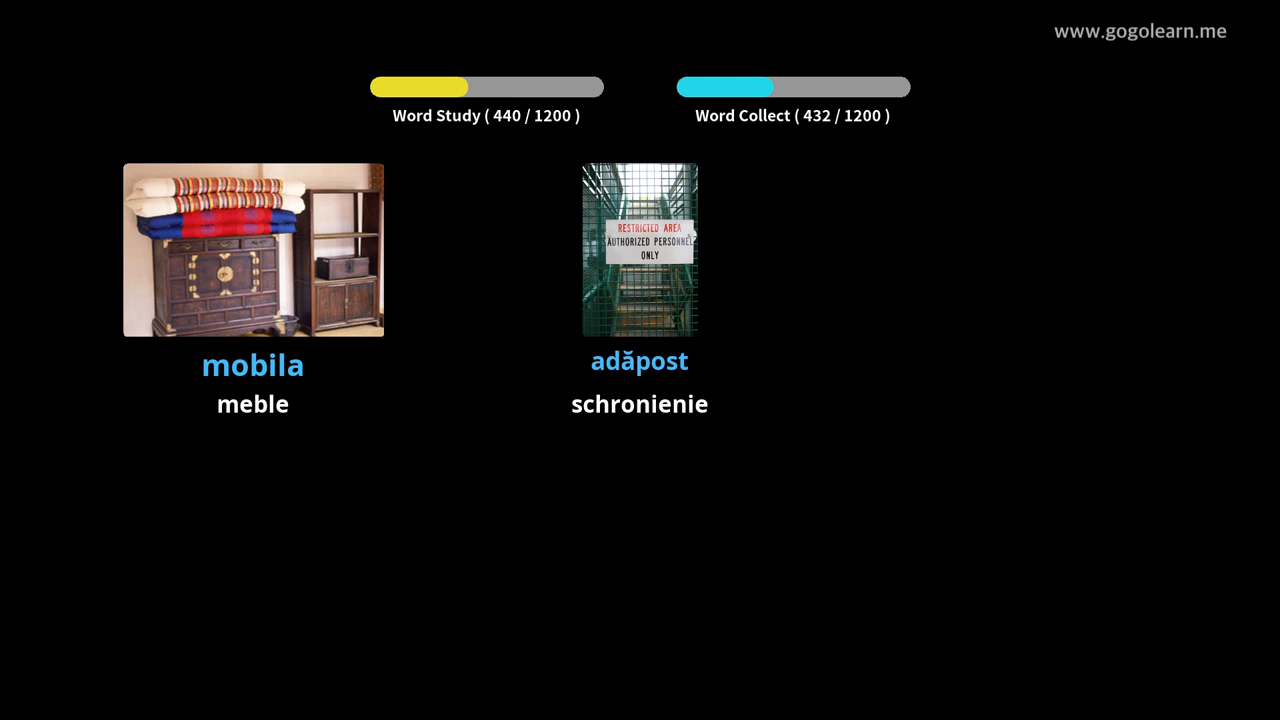 www.gogolearn.me
Word Study ( 440 / 1200 )
Word Collect ( 432 / 1200 )
RESTRICTED AREA
AUTHORIZED PERSONNEL
ONLY
mobila
adăpost
meble
schronienie